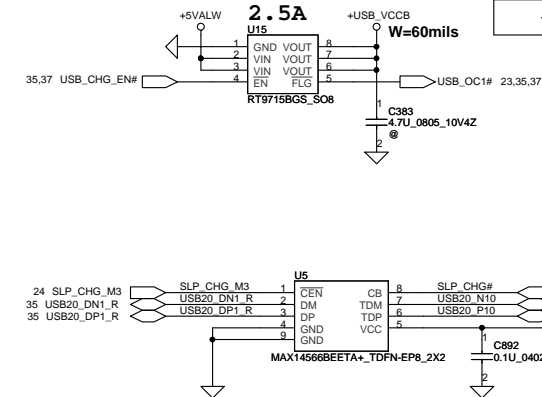 +5VALW 2.5A +USB_VCCB
U15 W=60mils
1 GND VOUT 8
2 VIN VOUT 7
3 VIN VOUT 6
35,37 USB_CHG_EN# 4 EN FLG 5 USB_OC1# 23,35,37
RT9715BGS_SO8
1
C383
4.7U_0805_10V4Z
@
2
U5
24 SLP_CHG_M3 SLP_CHG_M3 1 CEN CB 8 SLP_CHG#
35 USB20_DN1_R USB20_DN1_R 2 DM TDM 7 USB20_N10
35 USB20_DP1_R USB20_DP1_R 3 DP TDP 6 USB20_P10
4 GND VCC 5
9 GND
MAX14566BEETA+_TDFN-EP8_2X2
1
C892
0.1U_0402
2